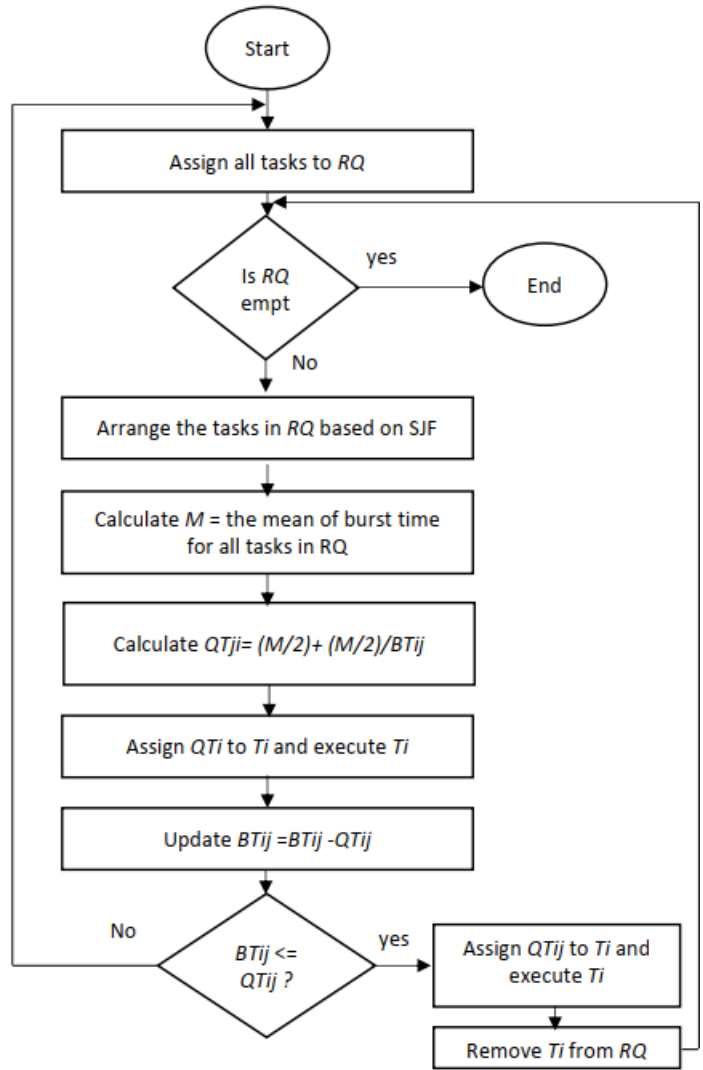 Start
Assign all tasks to RQ
Is RQ
empt
yes
End
No
Arrange the tasks in RQ based on SJF
Calculate M = the mean of burst time
for all tasks in RQ
Calculate QTji= (M/2)+ (M/2)/BTij
Assign QTi to Ti and execute Ti
Update BTij =BTij -QTij
No
BTij <=
QTij ?
yes
Assign QTij to Ti and
execute Ti
Remove Ti from RQ